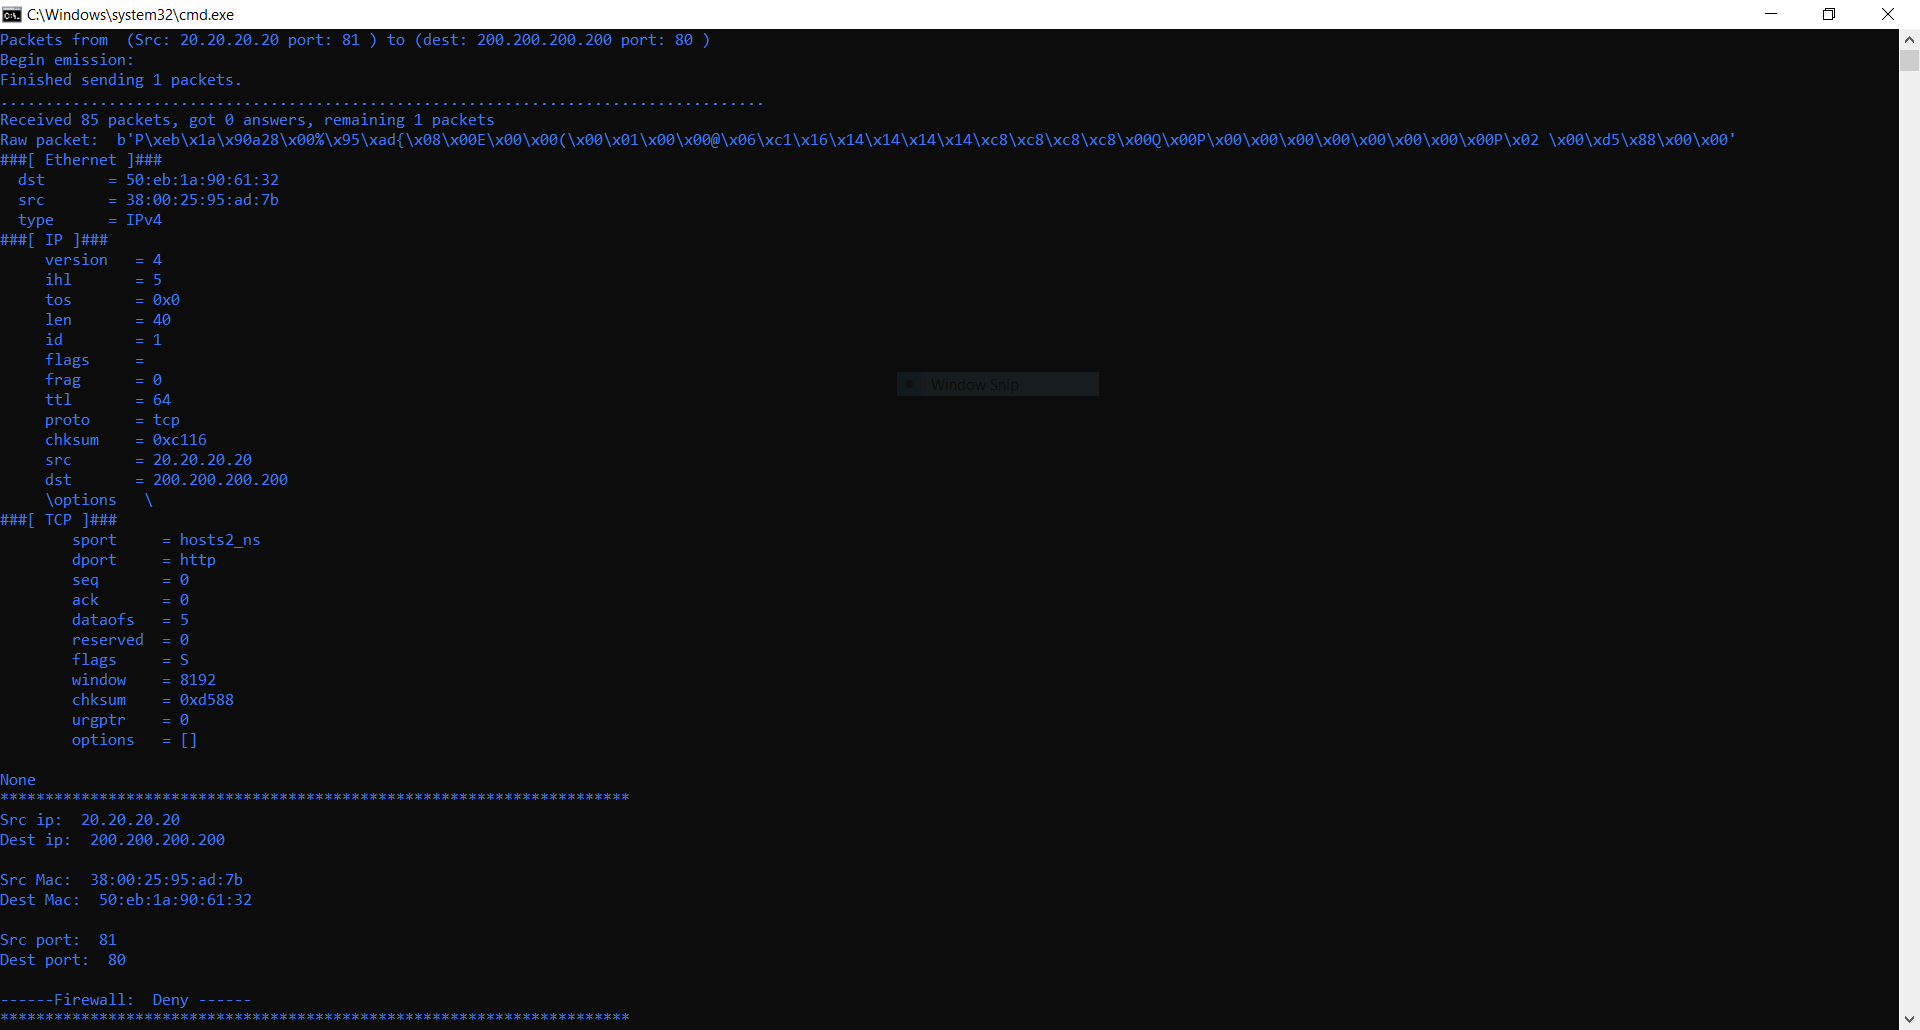 C:\Windows\system32\cmd.exe
Packets from  (Src: 20.20.20.20 port: 81 ) to (dest: 200.200.200.200 port: 80 )
Begin emission:
Finished sending 1 packets.
.....................................................................................
Received 85 packets, got 0 answers, remaining 1 packets
Raw packet:  b'P\xeb\x1a\x90a28\x00%\x95\xad{\x08\x00E\x00\x00(\x00\x01\x00\x00@\x06\xc1\x16\x14\x14\x14\x14\xc8\xc8\xc8\xc8\x00Q\x00P\x00\x00\x00\x00\x00\x00\x00\x00P\x02 \x00\xd5\x88\x00\x00'
###[ Ethernet ]###
  dst       = 50:eb:1a:90:61:32
  src       = 38:00:25:95:ad:7b
  type      = IPv4
###[ IP ]###
     version   = 4
     ihl       = 5
     tos       = 0x0
     len       = 40
     id        = 1
     flags     =
     frag      = 0
     ttl       = 64
     proto     = tcp
     chksum    = 0xc116
     src       = 20.20.20.20
     dst       = 200.200.200.200
     \options   \
###[ TCP ]###
        sport     = hosts2_ns
        dport     = http
        seq       = 0
        ack       = 0
        dataofs   = 5
        reserved  = 0
        flags     = S
        window    = 8192
        chksum    = 0xd588
        urgptr    = 0
        options   = []
Window Snip
None
**********************************************************************
Src ip:  20.20.20.20
Dest ip:  200.200.200.200
Src Mac:  38:00:25:95:ad:7b
Dest Mac:  50:eb:1a:90:61:32
Src port:  81
Dest port:  80
------Firewall:  Deny ------
**********************************************************************